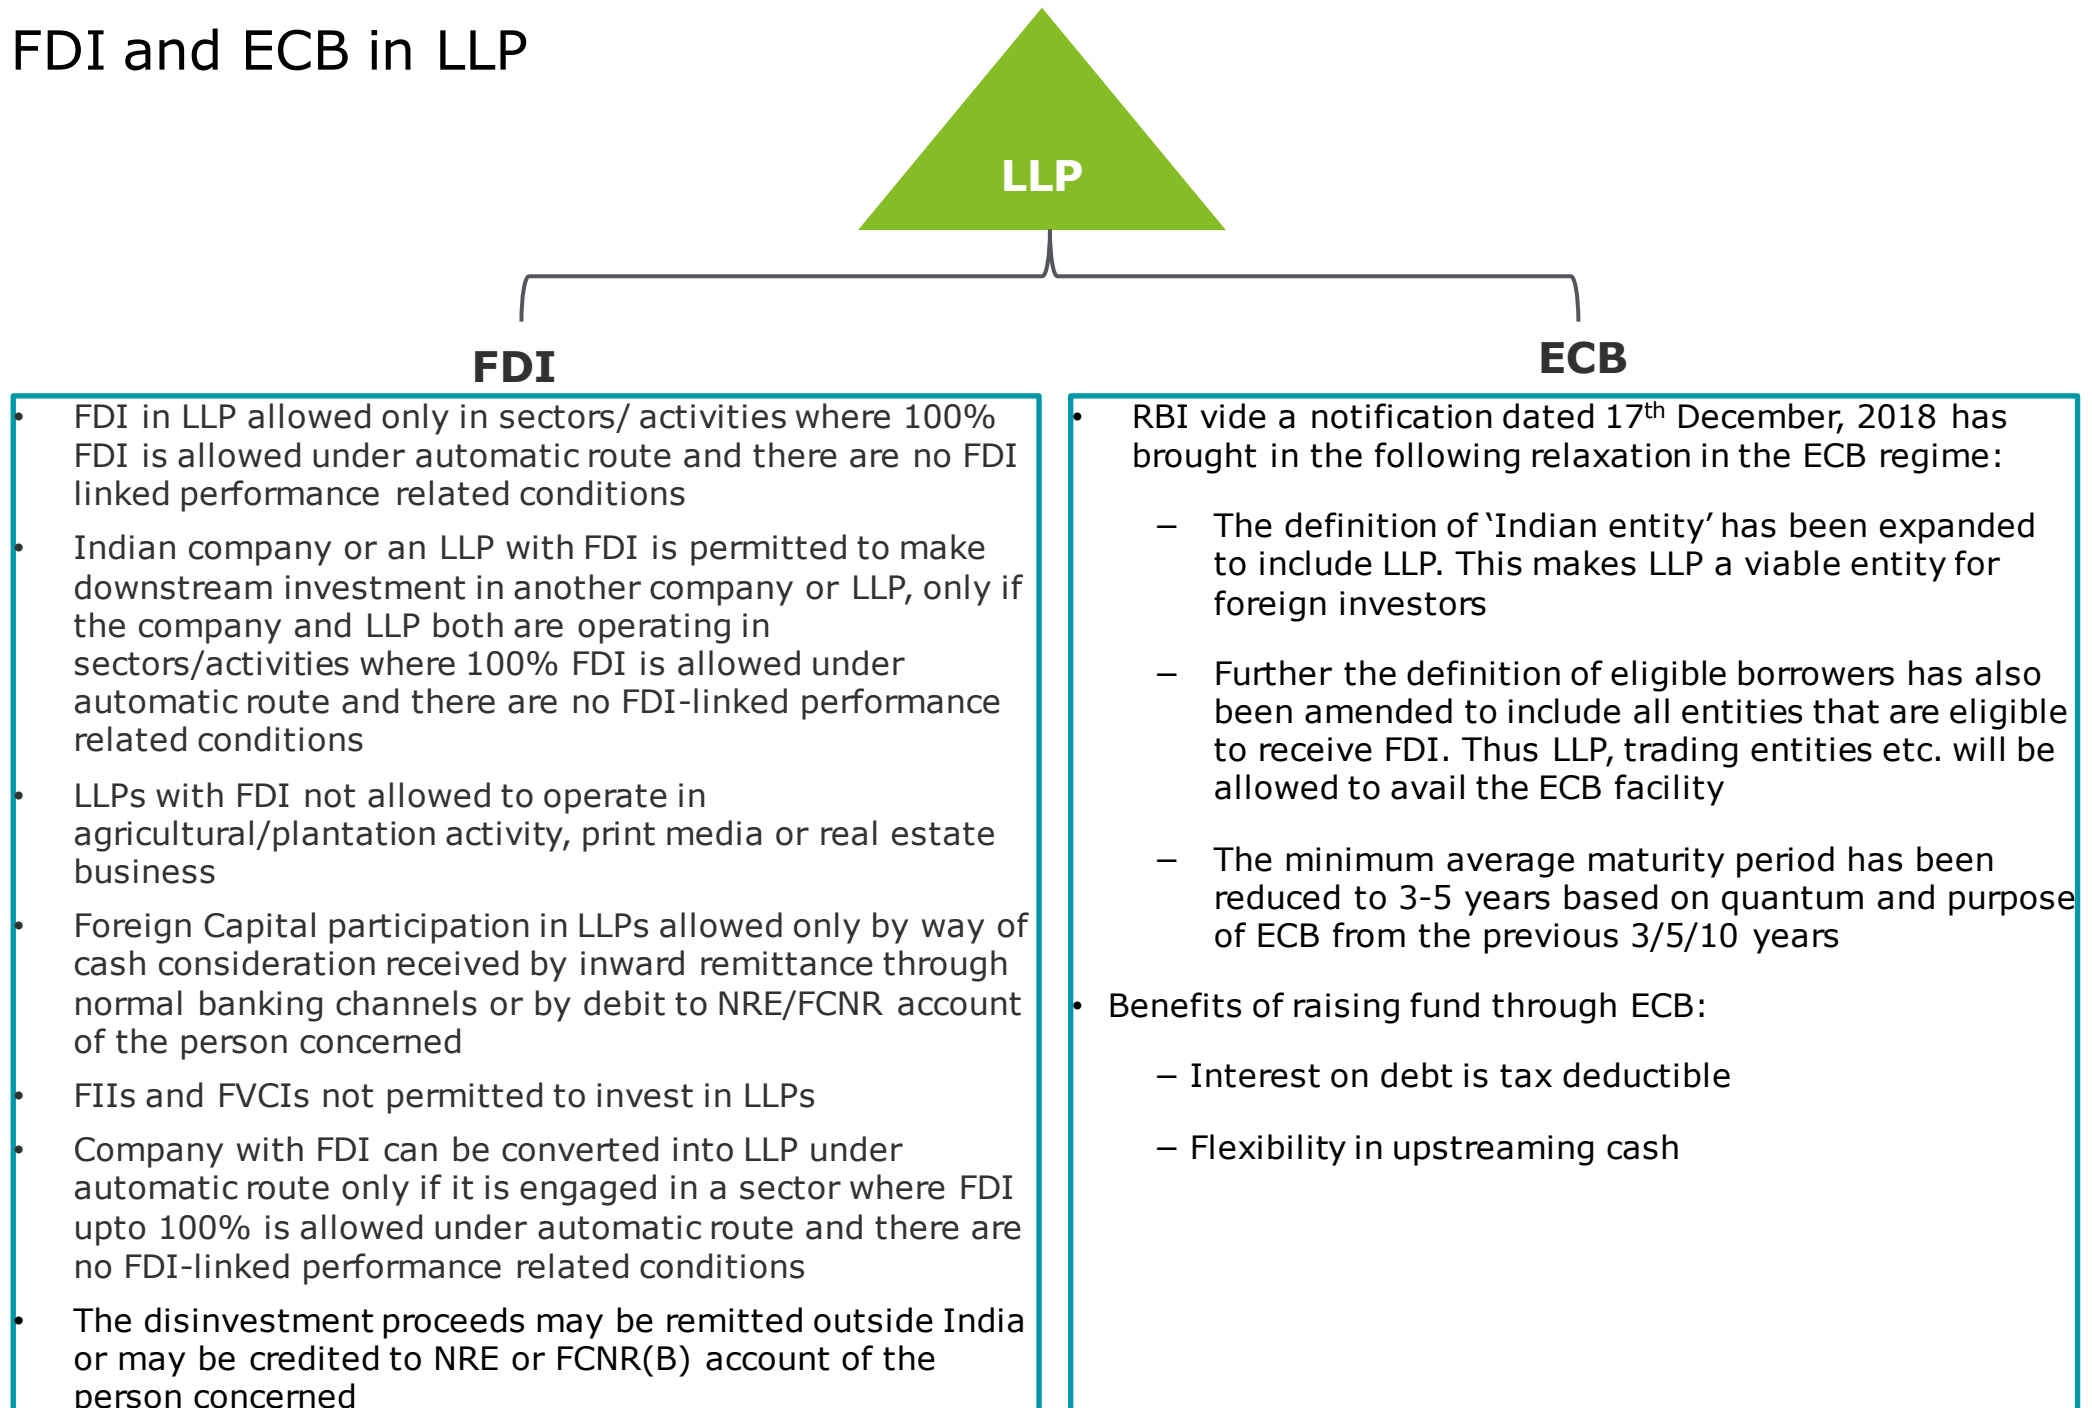 FDI and ECB in LLP
LLP
FDI
• FDI in LLP allowed only in sectors/ activities where 100%
FDI is allowed under automatic route and there are no FDI
linked performance related conditions
• Indian company or an LLP with FDI is permitted to make
downstream investment in another company or LLP, only if
the company and LLP both are operating in
sectors/activities where 100% FDI is allowed under
automatic route and there are no FDI-linked performance
related conditions
• LLPs with FDI not allowed to operate in
agricultural/plantation activity, print media or real estate
business
• Foreign Capital participation in LLPs allowed only by way of
cash consideration received by inward remittance through
normal banking channels or by debit to NRE/FCNR account
of the person concerned
• FIIs and FVCIs not permitted to invest in LLPs
• Company with FDI can be converted into LLP under
automatic route only if it is engaged in a sector where FDI
upto 100% is allowed under automatic route and there are
no FDI-linked performance related conditions
• The disinvestment proceeds may be remitted outside India
or may be credited to NRE or FCNR(B) account of the
person concerned
ECB
• RBI vide a notification dated 17th December, 2018 has
brought in the following relaxation in the ECB regime:
– The definition of ‘Indian entity’ has been expanded
to include LLP. This makes LLP a viable entity for
foreign investors
– Further the definition of eligible borrowers has also
been amended to include all entities that are eligible
to receive FDI. Thus LLP, trading entities etc. will be
allowed to avail the ECB facility
– The minimum average maturity period has been
reduced to 3-5 years based on quantum and purpose
of ECB from the previous 3/5/10 years
• Benefits of raising fund through ECB:
– Interest on debt is tax deductible
– Flexibility in upstreaming cash